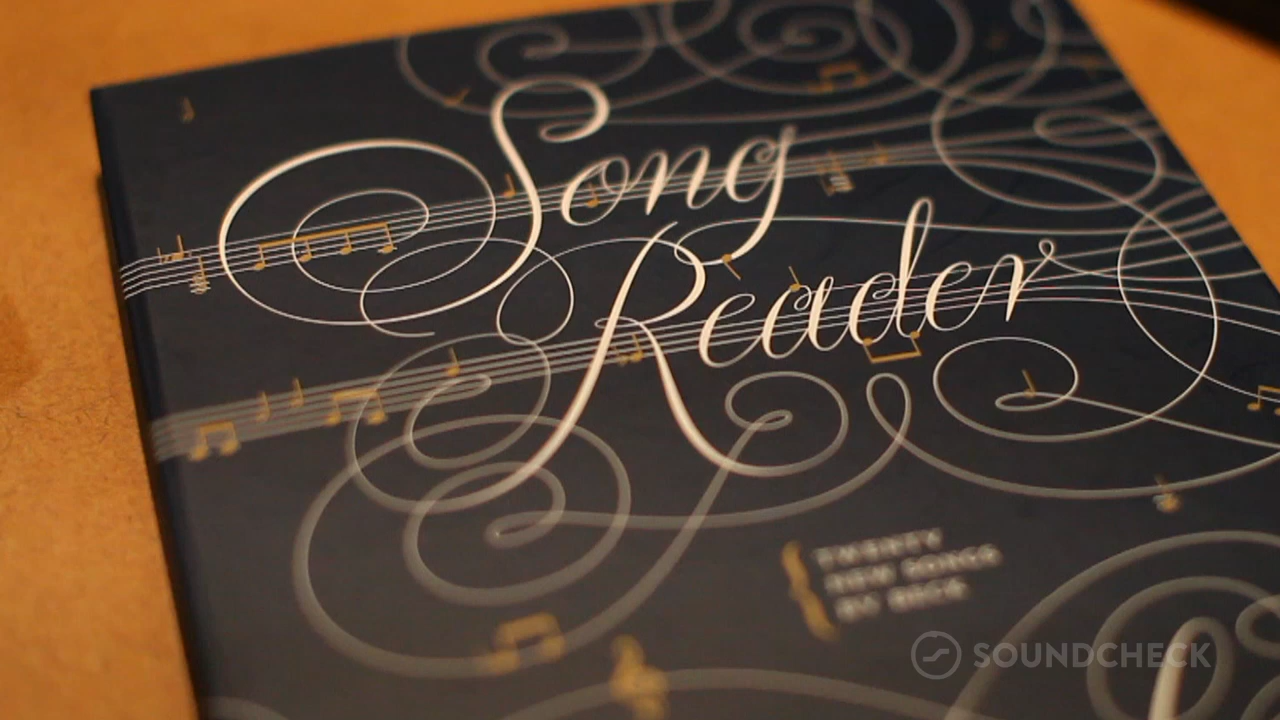 Song
Reader
TWENTY
NEW SONGS
BY BECK
SOUNDCHECK